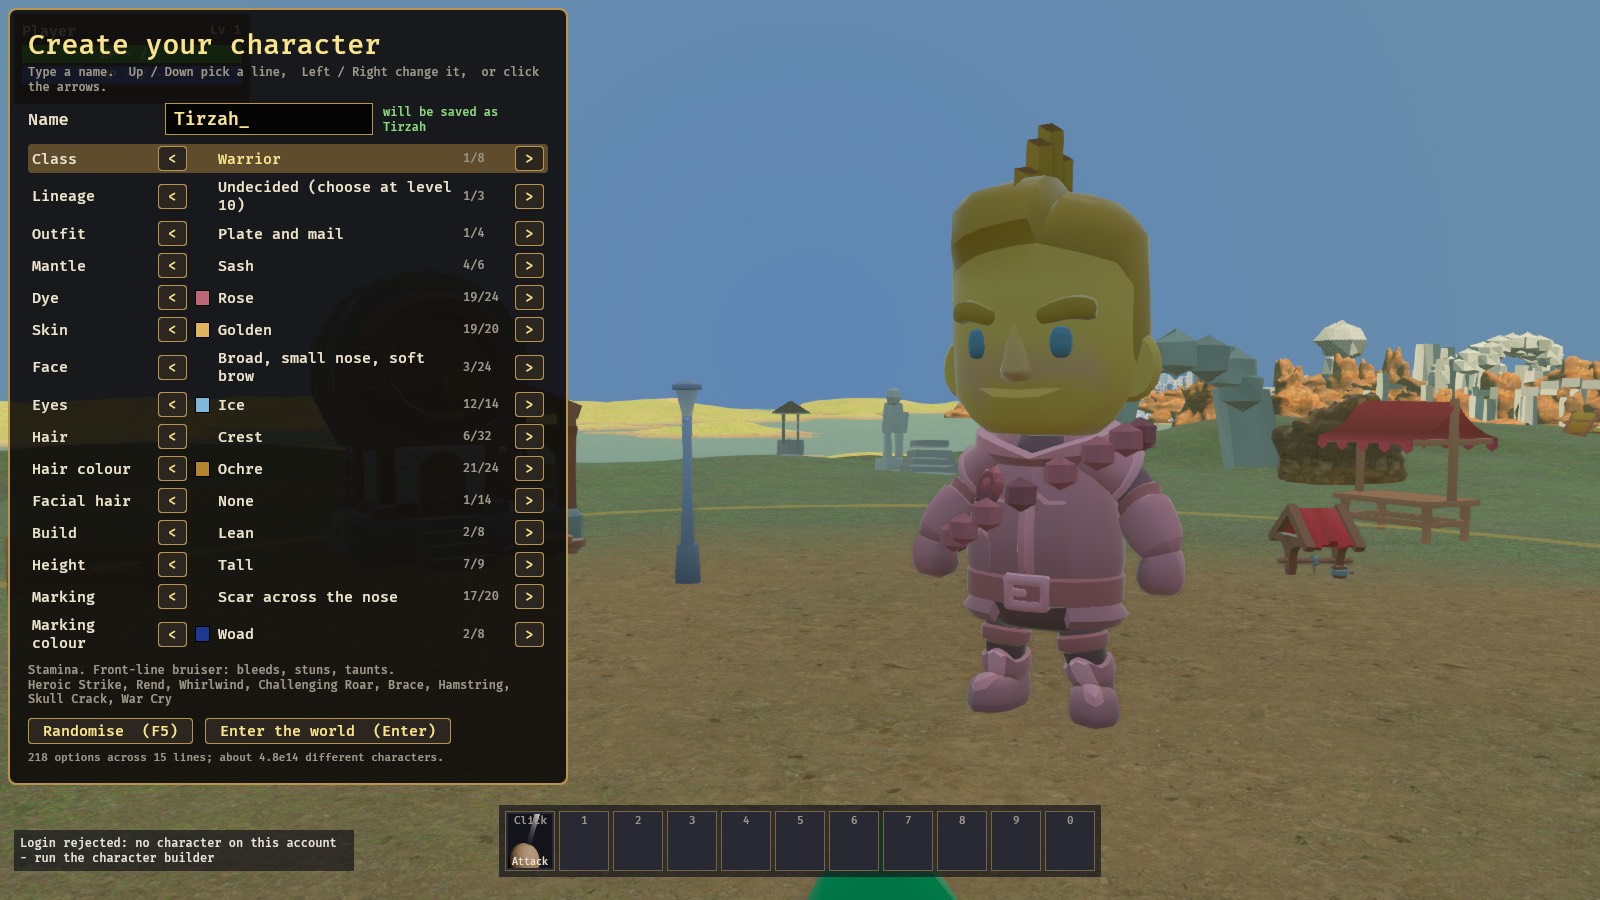 Player Lv 1
Create your character
Type a name.  Up / Down pick a line,  Left / Right change it,  or click
the arrows.
Name Tirzah_ will be saved as
Tirzah
Class < Warrior 1/8 >
Lineage < Undecided (choose at level
10) 1/3 >
Outfit < Plate and mail 1/4 >
Mantle < Sash 4/6 >
Dye < Rose 19/24 >
Skin < Golden 19/20 >
Face < Broad, small nose, soft
brow 3/24 >
Eyes < Ice 12/14 >
Hair < Crest 6/32 >
Hair colour < Ochre 21/24 >
Facial hair < None 1/14 >
Build < Lean 2/8 >
Height < Tall 7/9 >
Marking < Scar across the nose 17/20 >
Marking
colour < Woad 2/8 >
Stamina. Front-line bruiser: bleeds, stuns, taunts.
Heroic Strike, Rend, Whirlwind, Challenging Roar, Brace, Hamstring,
Skull Crack, War Cry
Randomise  (F5) Enter the world  (Enter)
218 options across 15 lines; about 4.8e14 different characters.
Login rejected: no character on this account
- run the character builder
Click 1 2 3 4 5 6 7 8 9 0
Attack